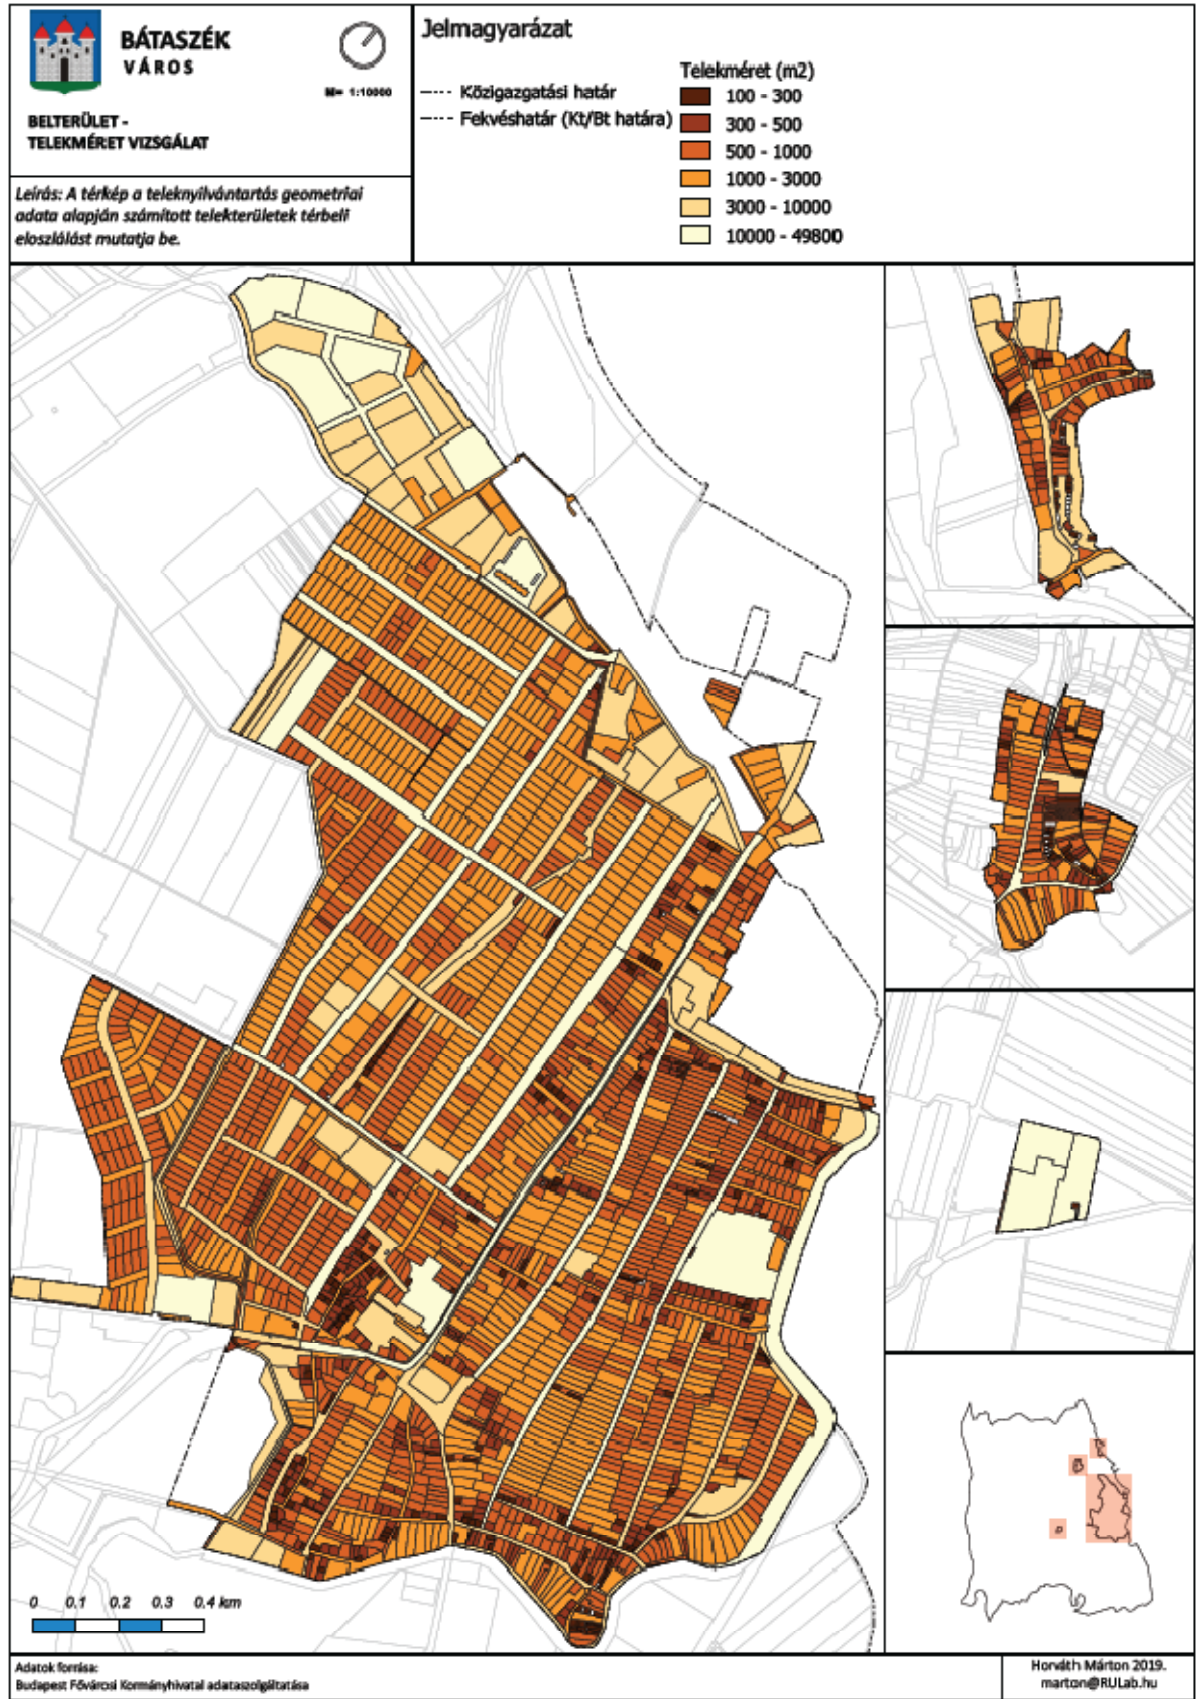 BÁTASZÉK
VÁROS
M= 1:10000
BELTERÜLET -
TELEKMÉRET VIZSGÁLAT
Leírás: A térkép a teleknyilvántartás geometriai
adata alapján számított telekterületek térbeli
eloszlálást mutatja be.
Jelmagyarázat
Közigazgatási határ
Fekvéshatár (Kt/Bt határa)
Telekméret (m2)
100 - 300
300 - 500
500 - 1000
1000 - 3000
3000 - 10000
10000 - 49800
0 0.1 0.2 0.3 0.4 km
Adatok forrása:
Budapest Fővárosi Kormányhivatal adataszolgáltatása
Horváth Márton 2019.
marton@RULab.hu